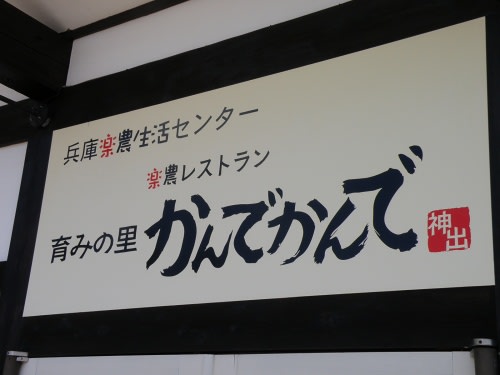 兵庫楽農生活センター
楽農レストラン
育みの里 かんでかんで
神出